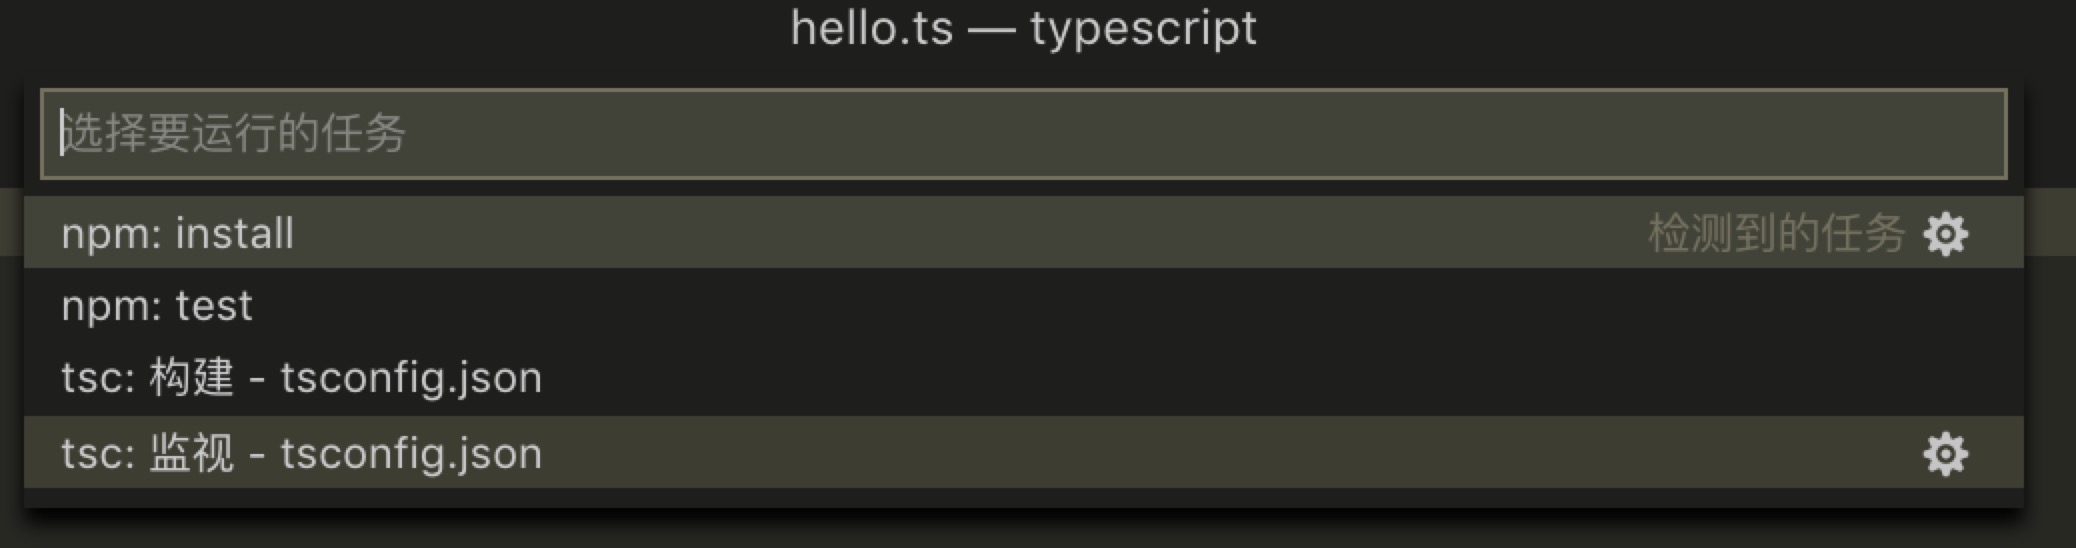 hello.ts — typescript
选择要运行的任务
npm: install 检测到的任务
npm: test
tsc: 构建 - tsconfig.json
tsc: 监视 - tsconfig.json